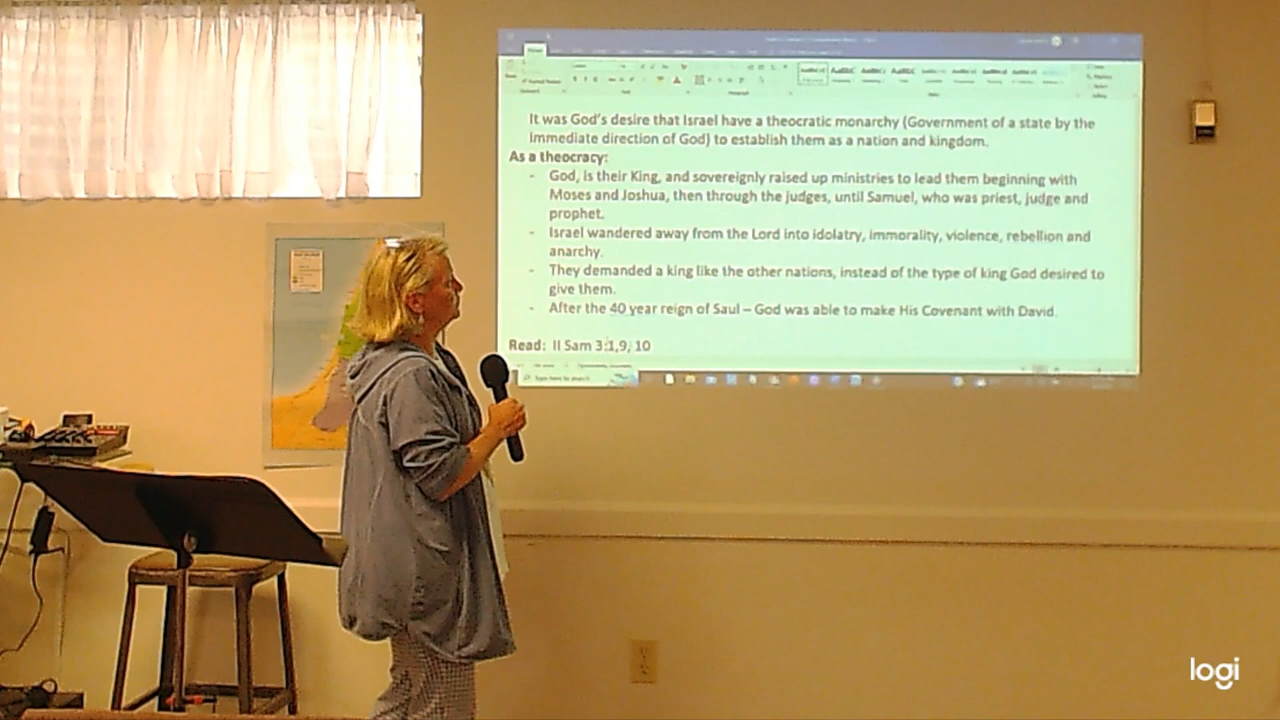 It was God's desire that Israel have a theocratic monarchy (Government of a state by the
immediate direction of God) to establish them as a nation and kingdom.
As a theocracy:
- God, is their King, and sovereignly raised up ministries to lead them beginning with
Moses and Joshua, then through the judges, until Samuel, who was priest, judge and
prophet.
- Israel wandered away from the Lord into idolatry, immorality, violence, rebellion and
anarchy.
- They demanded a king like the other nations, instead of the type of king God desired to
give them.
- After the 40 year reign of Saul – God was able to make His Covenant with David.
Read: II Sam 3:1,9, 10
Type here to search
logi